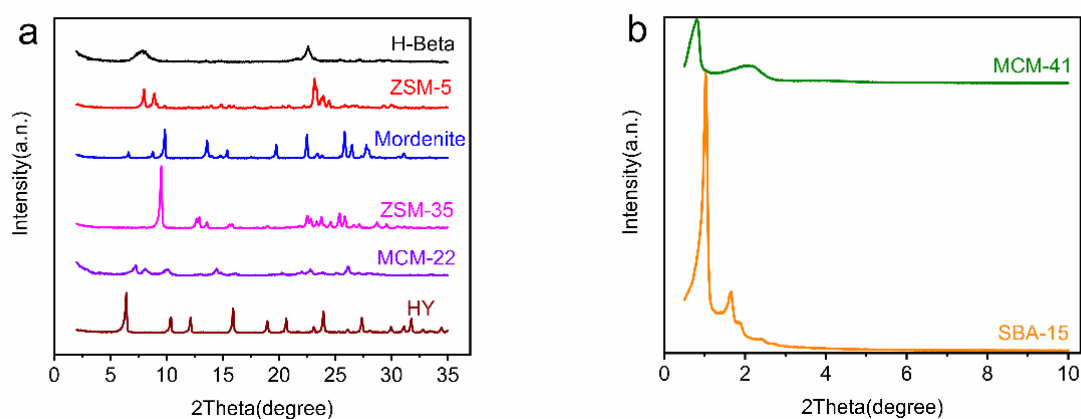 a
H-Beta
ZSM-5
Mordenite
ZSM-35
MCM-22
HY
Intensity(a.n.)
0 5 10 15 20 25 30 35
2Theta(degree)
b
MCM-41
SBA-15
Intensity(a.n.)
0 2 4 6 8 10
2Theta(degree)